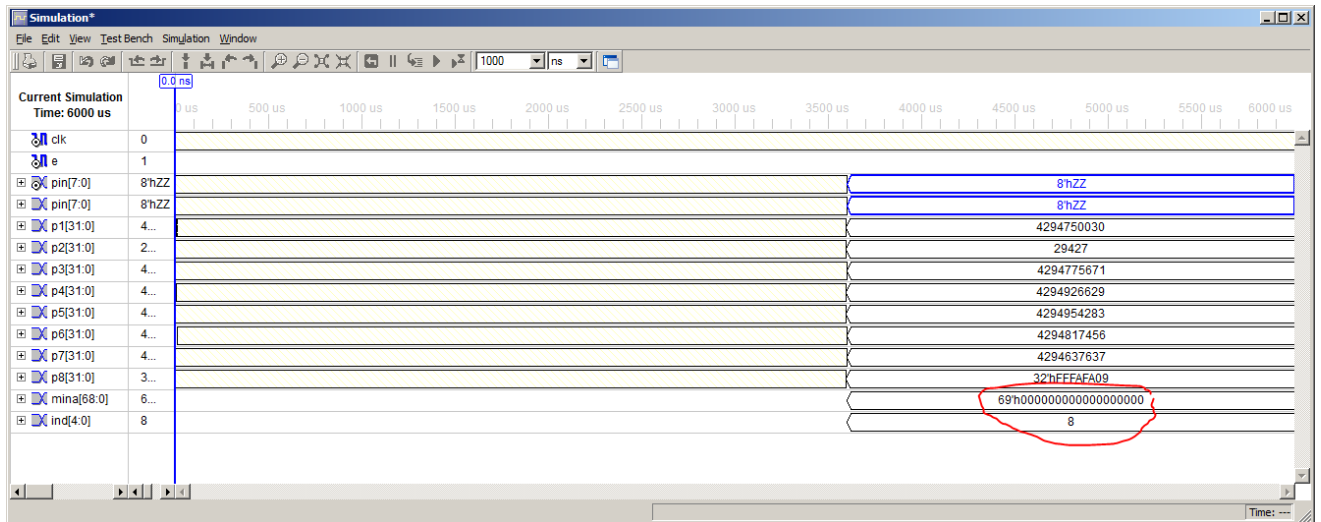 Simulation*
File Edit View Test Bench Simulation Window
1000 ns
0.0 ns
Current Simulation
Time: 6000 us
0 us 500 us 1000 us 1500 us 2000 us 2500 us 3000 us 3500 us 4000 us 4500 us 5000 us 5500 us 6000 us
clk 0
e 1
pin[7:0] 8'hZZ 8'hZZ
pin[7:0] 8'hZZ 8'hZZ
p1[31:0] 4... 4294750030
p2[31:0] 2... 29427
p3[31:0] 4... 4294775671
p4[31:0] 4... 4294926629
p5[31:0] 4... 4294954283
p6[31:0] 4... 4294817456
p7[31:0] 4... 4294637637
p8[31:0] 3... 32'hFFFAFA09
mina[68:0] 6... 69'h000000000000000000
ind[4:0] 8 8
Time: ---